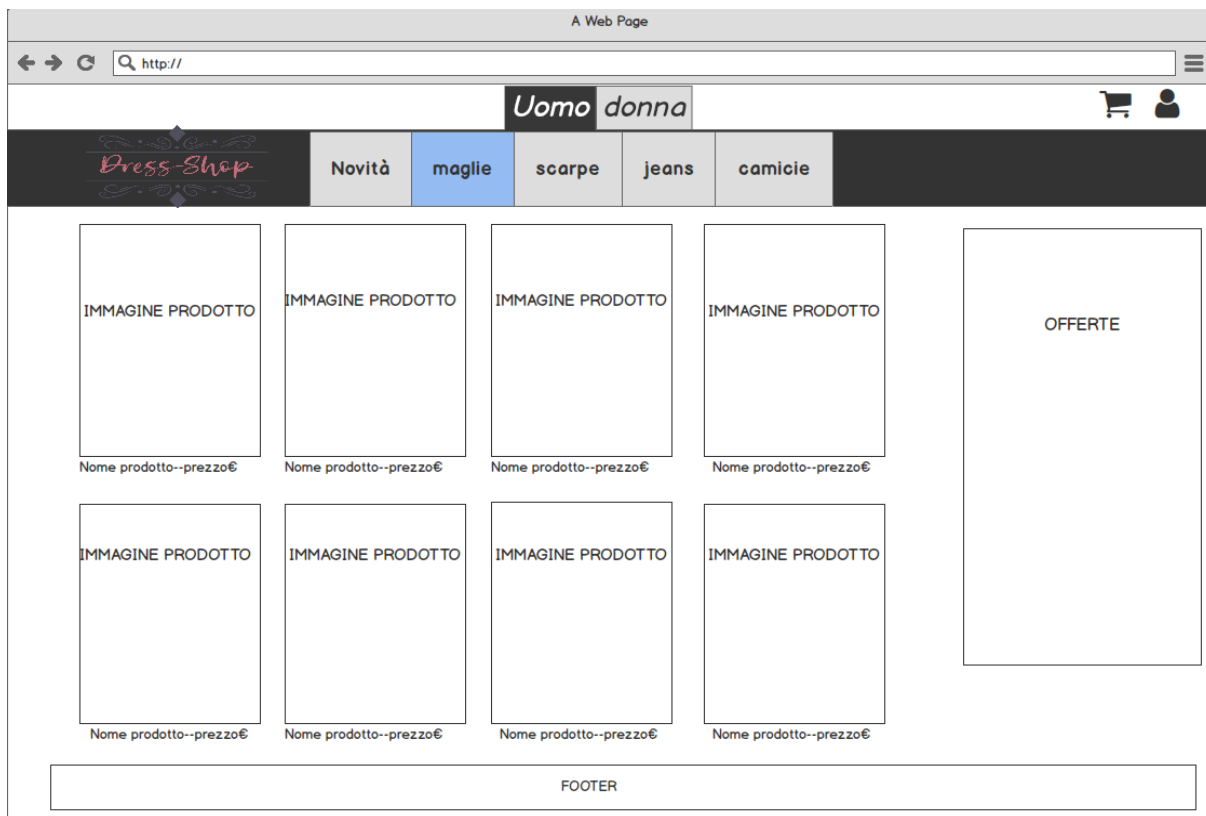 A Web Page
http://
Uomo donna
Dress-Shop
Novità maglie scarpe jeans camicie
IMMAGINE PRODOTTO IMMAGINE PRODOTTO IMMAGINE PRODOTTO IMMAGINE PRODOTTO
OFFERTE
Nome prodotto--prezzo€ Nome prodotto--prezzo€ Nome prodotto--prezzo€ Nome prodotto--prezzo€
IMMAGINE PRODOTTO IMMAGINE PRODOTTO IMMAGINE PRODOTTO IMMAGINE PRODOTTO
Nome prodotto--prezzo€ Nome prodotto--prezzo€ Nome prodotto--prezzo€ Nome prodotto--prezzo€
FOOTER